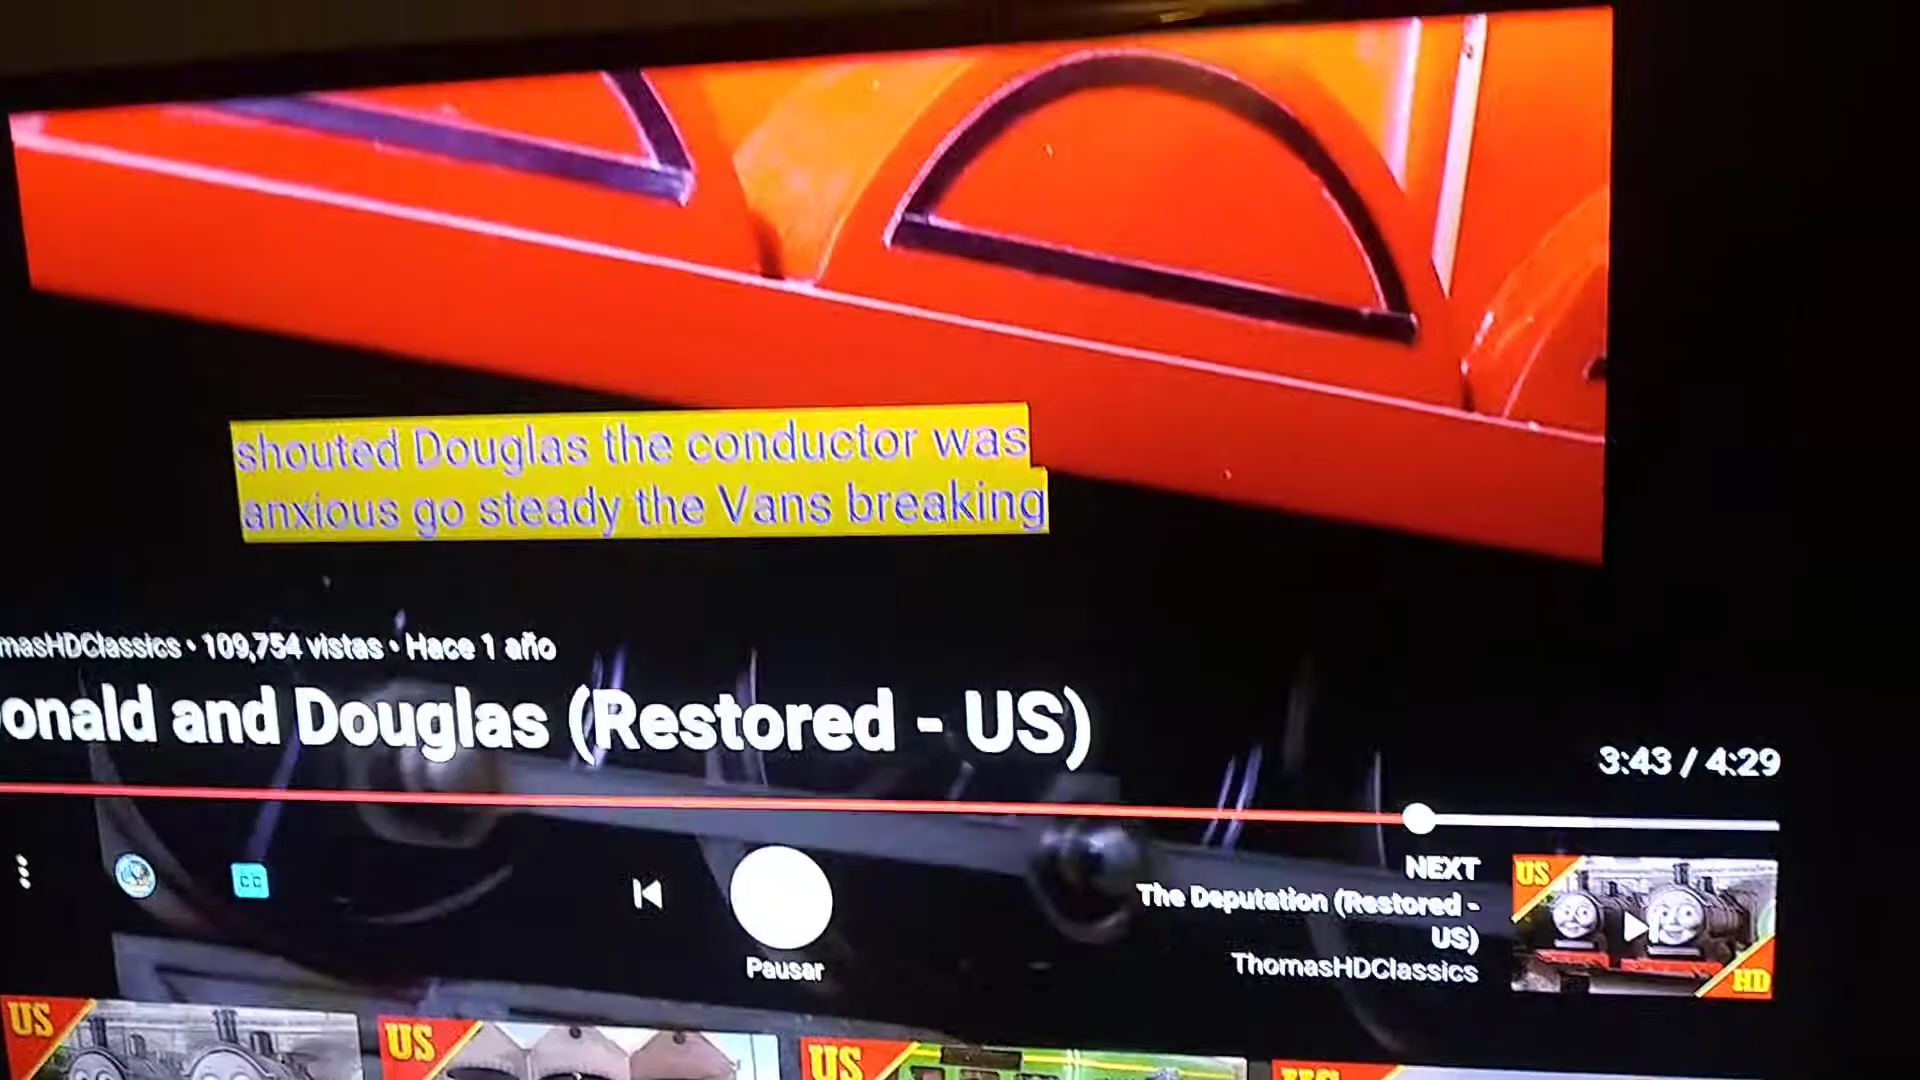 shouted Douglas the conductor was
anxious go steady the Vans breaking
masHDClassics • 109,754 vistas • Hace 1 año
onald and Douglas (Restored - US)
3:43 / 4:29
CC
Pausar
NEXT
The Deputation (Restored -
US)
ThomasHDClassics
US
HD
US
US
US
US